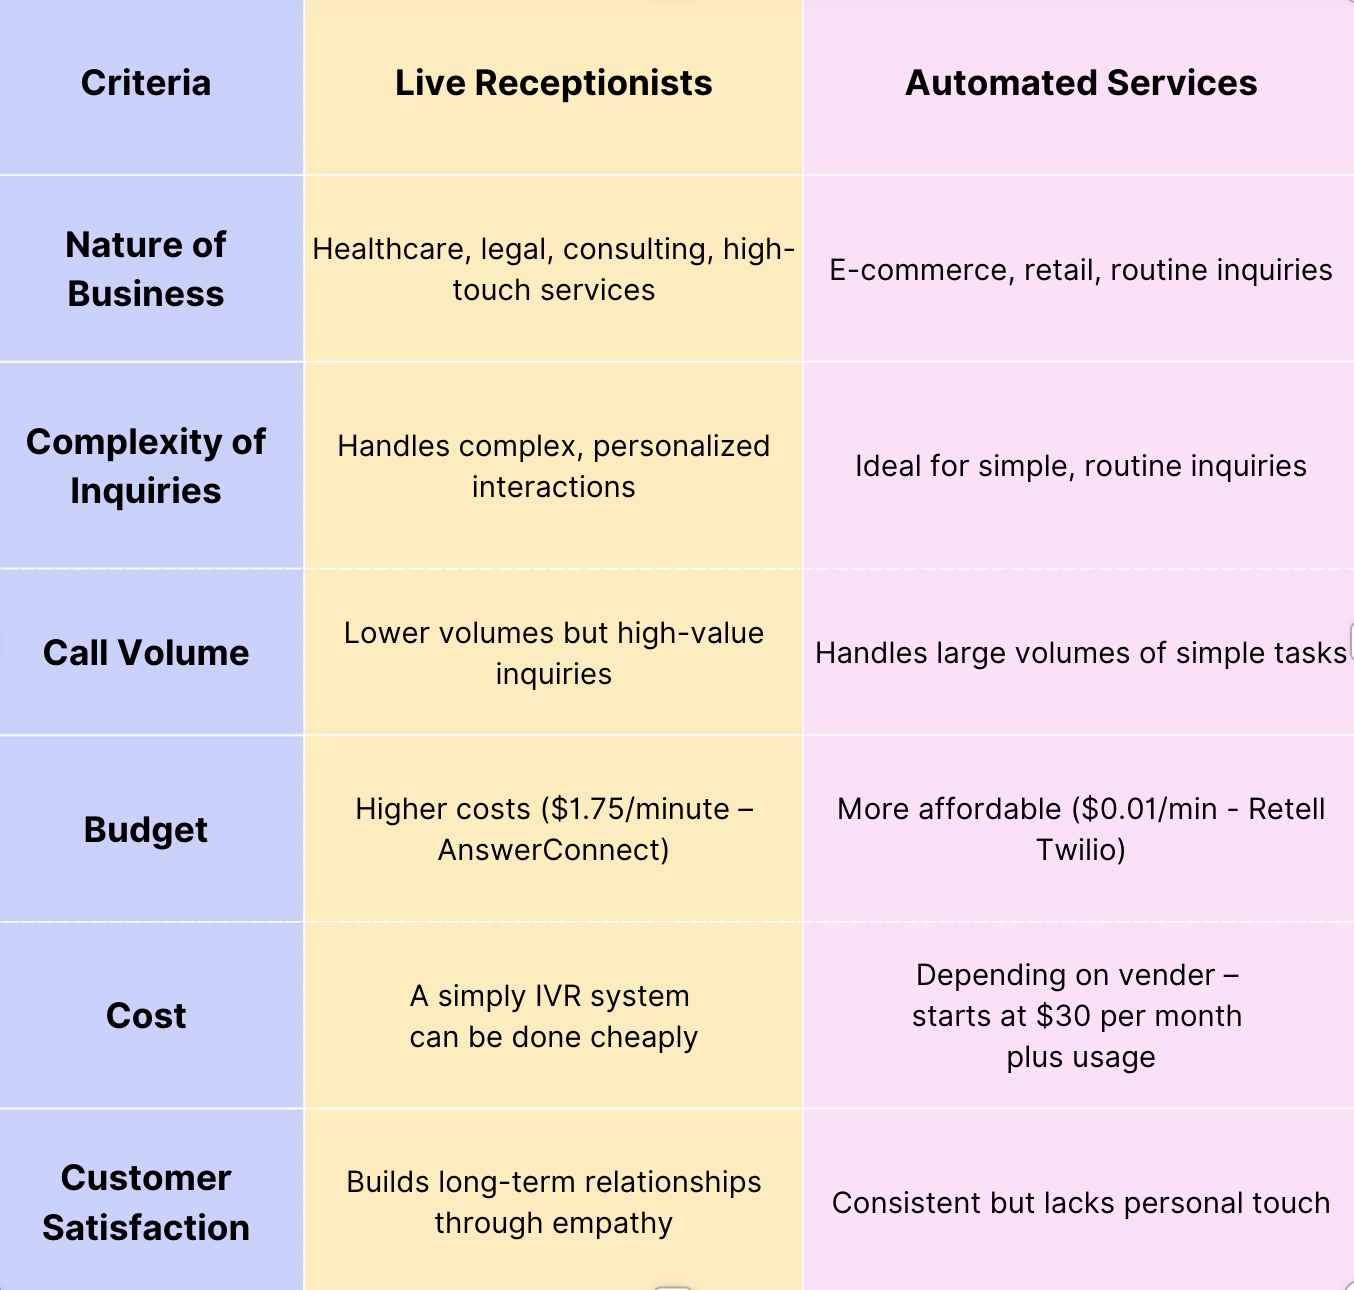 Criteria
Live Receptionists
Automated Services
Nature of
Business
Healthcare, legal, consulting, high-
touch services
E-commerce, retail, routine inquiries
Complexity of
Inquiries
Handles complex, personalized
interactions
Ideal for simple, routine inquiries
Call Volume
Lower volumes but high-value
inquiries
Handles large volumes of simple tasks
Budget
Higher costs ($1.75/minute –
AnswerConnect)
More affordable ($0.01/min - Retell
Twilio)
Cost
A simply IVR system
can be done cheaply
Depending on vender –
starts at $30 per month
plus usage
Customer
Satisfaction
Builds long-term relationships
through empathy
Consistent but lacks personal touch